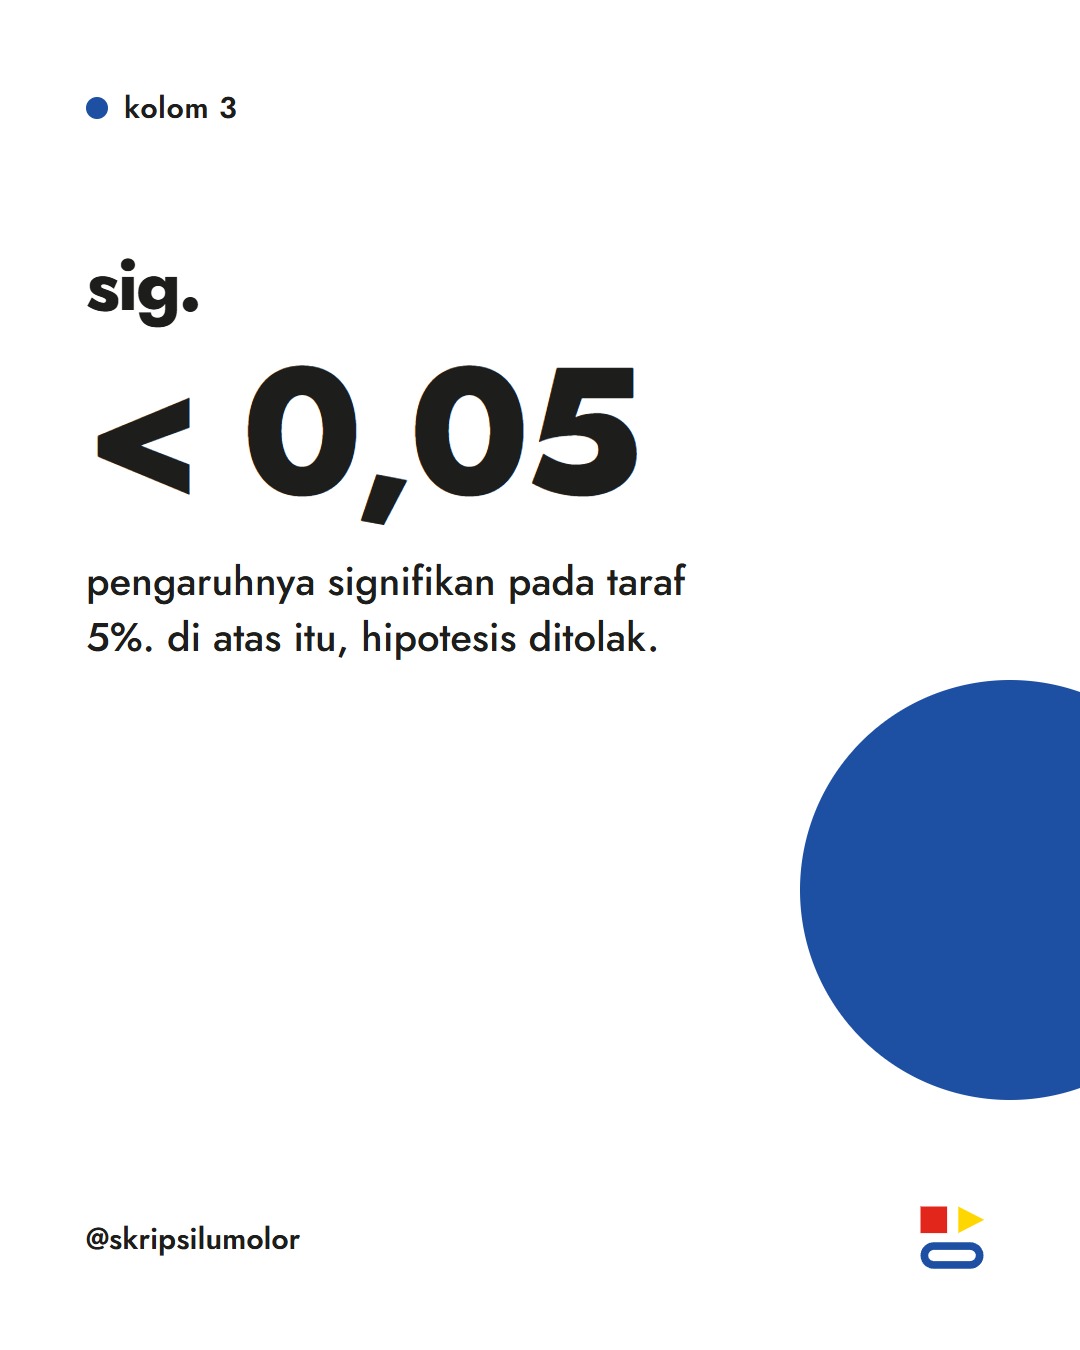 kolom 3
sig.
< 0,05
pengaruhnya signifikan pada taraf
5%. di atas itu, hipotesis ditolak.
@skripsilumolor